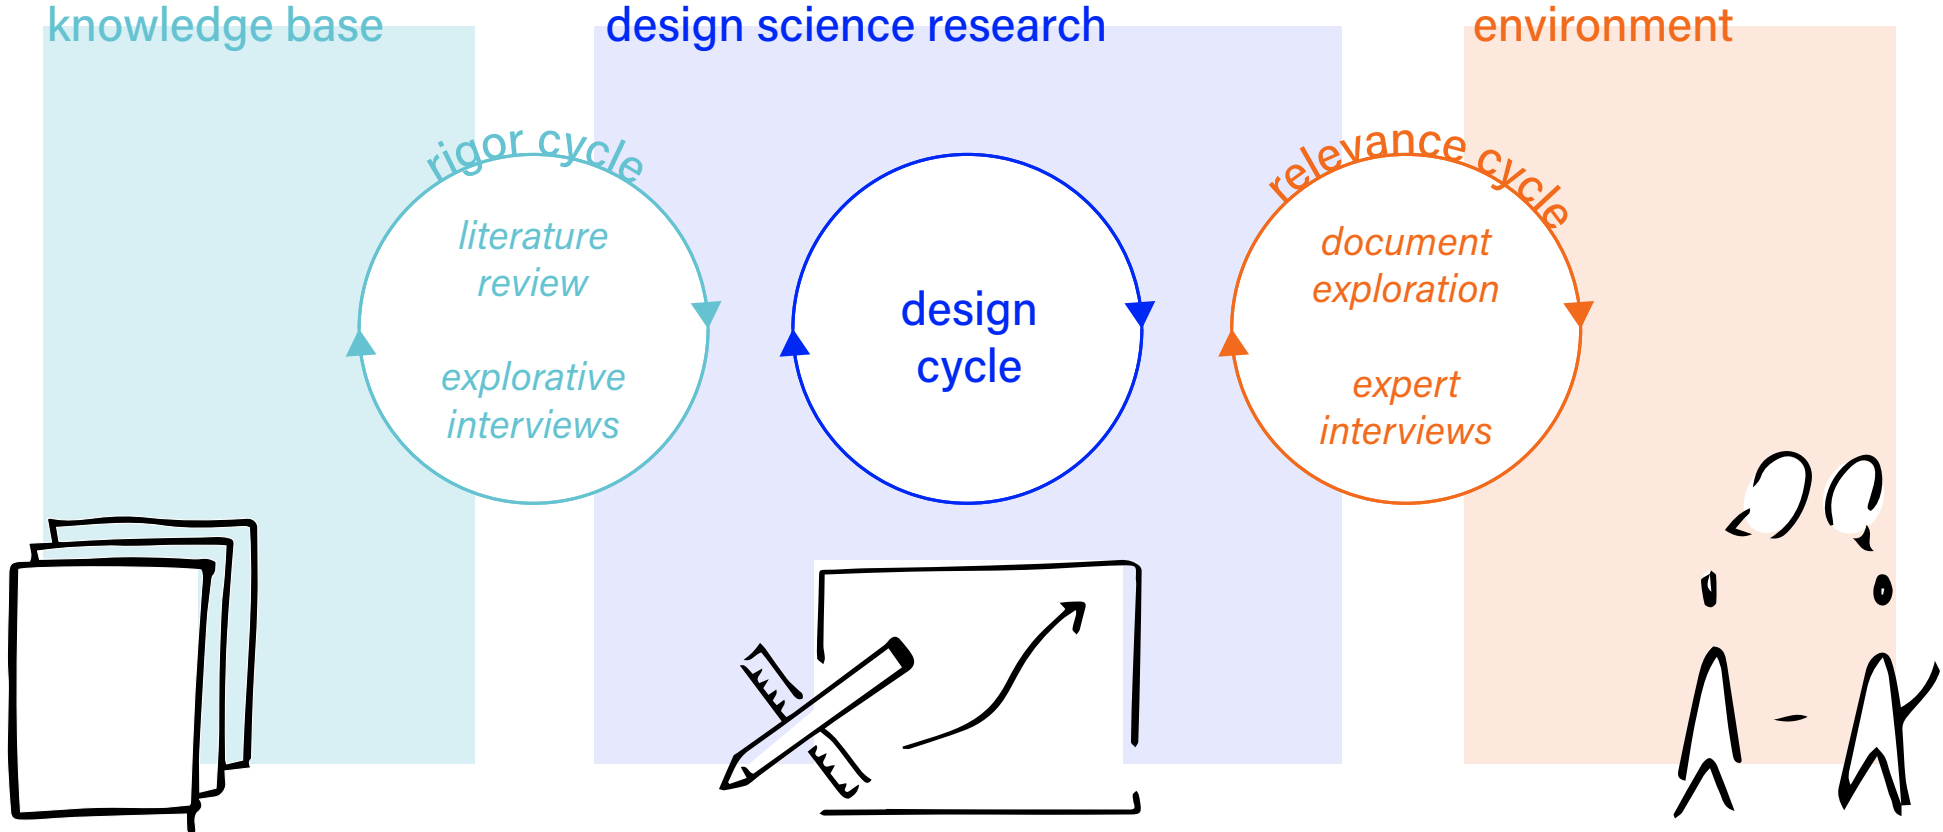 knowledge base
design science research
environment
rigor cycle
literature
review
explorative
interviews
design
cycle
relevance cycle
document
exploration
expert
interviews